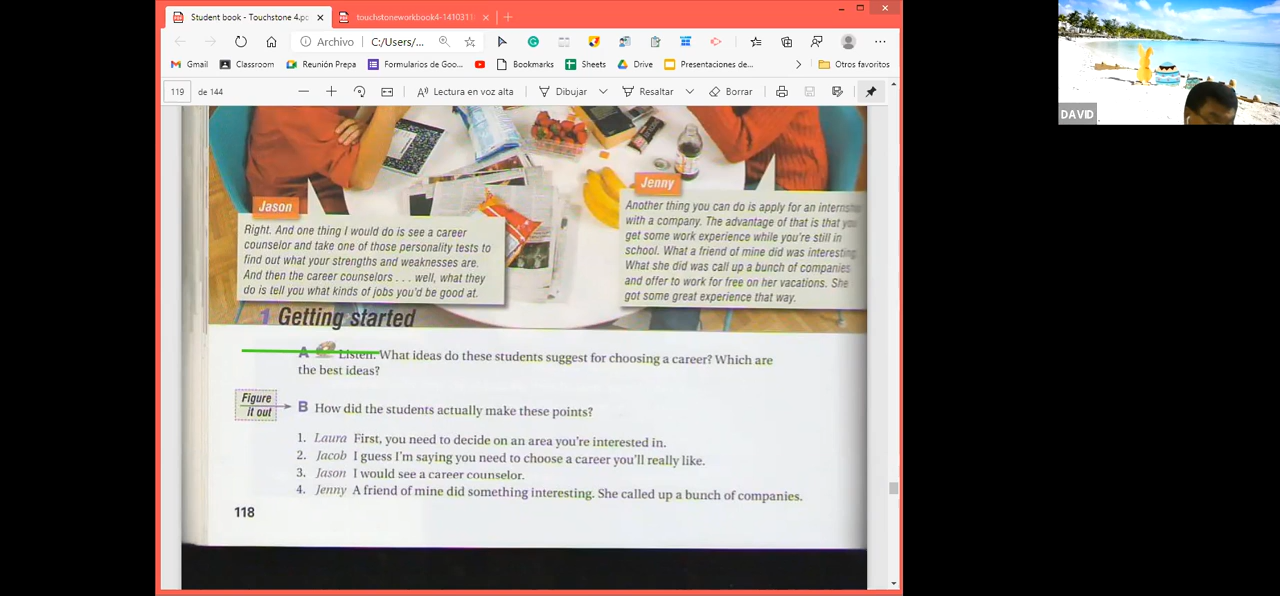 Student book - Touchstone 4.pd
touchstoneworkbook4-141031
Archivo
C:/Users/...
Gmail
Classroom
Reunión Prepa
Formularios de Goo...
Bookmarks
Sheets
Drive
Presentaciones de...
Otros favoritos
119 de 144
Lectura en voz alta
Dibujar
Resaltar
Borrar
DAVID
Jason
Right. And one thing I would do is see a career
counselor and take one of those personality tests to
find out what your strengths and weaknesses are.
And then the career counselors . . . well, what they
do is tell you what kinds of jobs you'd be good at.
Jenny
Another thing you can do is apply for an interns
with a company. The advantage of that is that yo
get some work experience while you're still in
school. What a friend of mine did was interesting
What she did was call up a bunch of companies
and offer to work for free on her vacations. She
got some great experience that way.
1 Getting started
A Listen. What ideas do these students suggest for choosing a career? Which are
the best ideas?
Figure
it out
B How did the students actually make these points?
1. Laura First, you need to decide on an area you're interested in.
2. Jacob I guess I'm saying you need to choose a career you'll really like.
3. Jason I would see a career counselor.
4. Jenny A friend of mine did something interesting. She called up a bunch of companies.
118